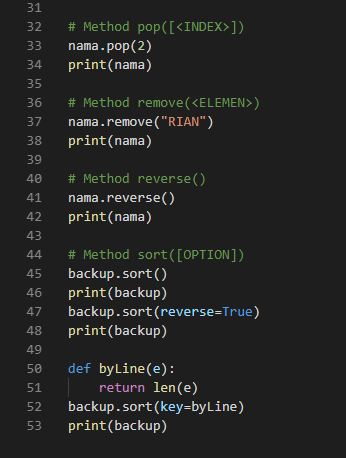 31
32 # Method pop([<INDEX>])
33 nama.pop(2)
34 print(nama)
35
36 # Method remove(<ELEMEN>)
37 nama.remove("RIAN")
38 print(nama)
39
40 # Method reverse()
41 nama.reverse()
42 print(nama)
43
44 # Method sort([OPTION])
45 backup.sort()
46 print(backup)
47 backup.sort(reverse=True)
48 print(backup)
49
50 def byLine(e):
51     return len(e)
52 backup.sort(key=byLine)
53 print(backup)